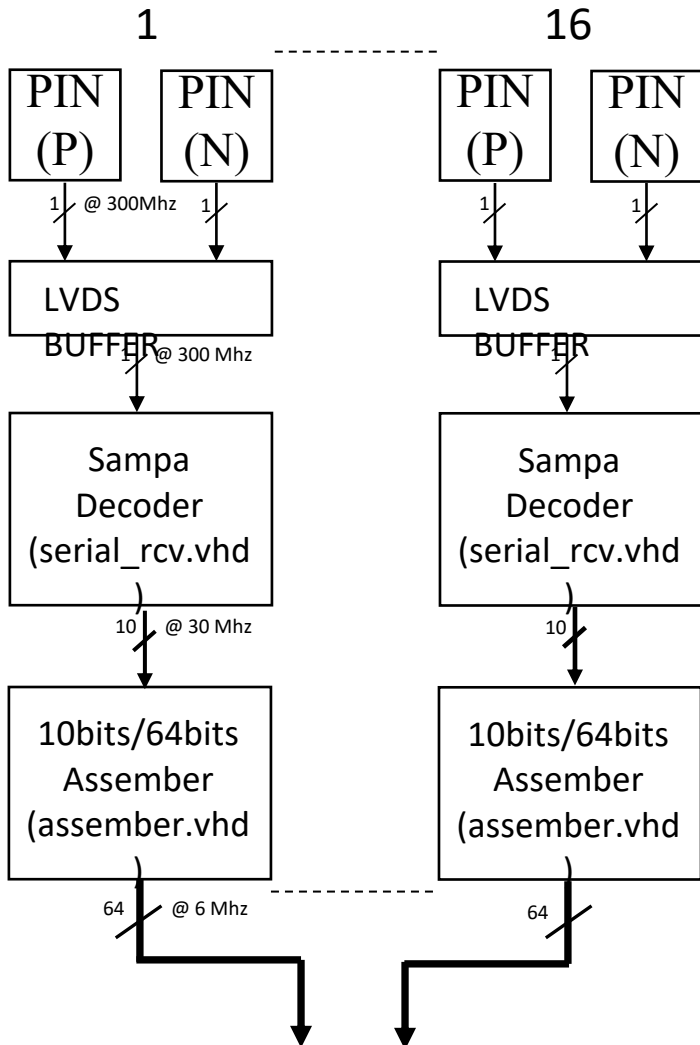 1
16
PIN
(P)
PIN
(N)
PIN
(P)
PIN
(N)
1
@ 300Mhz
1
1
1
LVDS
BUFFER
LVDS
BUFFER
1
@ 300 Mhz
1
Sampa
Decoder
(serial_rcv.vhd
)
Sampa
Decoder
(serial_rcv.vhd
)
10
@ 30 Mhz
10
10bits/64bits
Assember
(assember.vhd
)
10bits/64bits
Assember
(assember.vhd
)
64
@ 6 Mhz
64